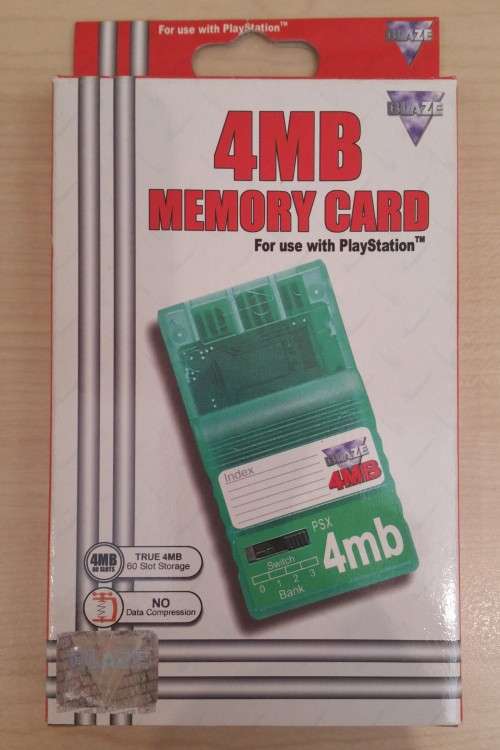 For use with PlayStation™
BLAZE
BLAZE
4MB
MEMORY CARD
For use with PlayStation™
Index
BLAZE
4MB
PSX
4mb
Switch
0 1 2 3
Bank
4MB
60 SLOTS
TRUE 4MB
60 Slot Storage
NO
Data Compression
BLAZE